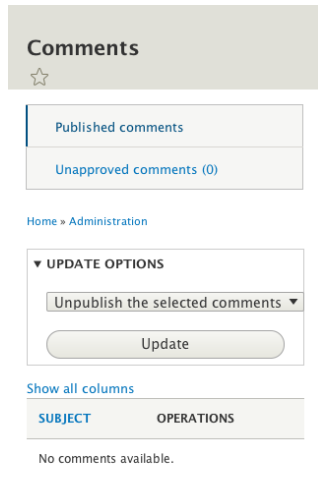 Comments
Published comments
Unapproved comments (0)
Home » Administration
▼ UPDATE OPTIONS
Unpublish the selected comments ▼
Update
Show all columns
SUBJECT OPERATIONS
No comments available.